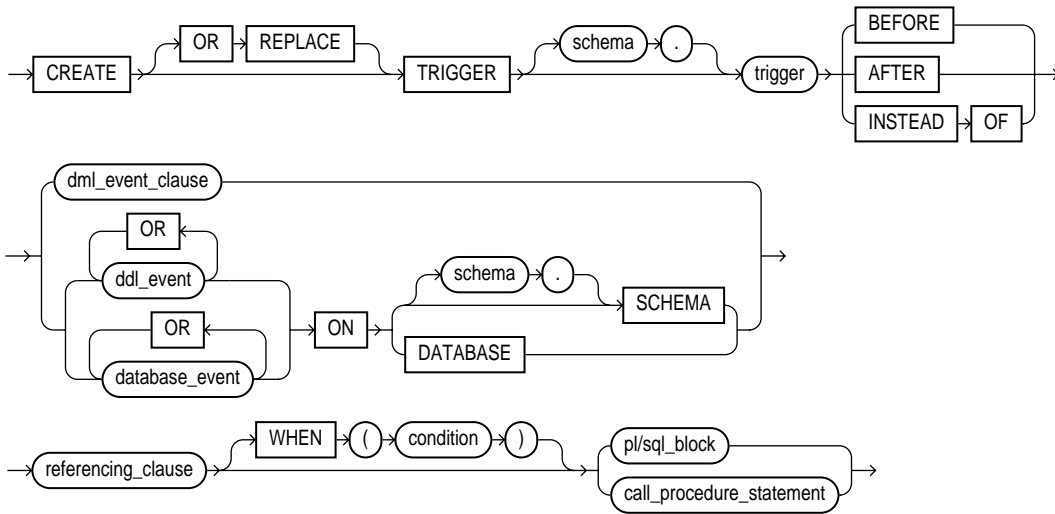 OR REPLACE schema . BEFORE
CREATE TRIGGER trigger AFTER
INSTEAD OF
dml_event_clause
OR
ddl_event schema . SCHEMA
OR ON
database_event DATABASE
WHEN ( condition ) pl/sql_block
referencing_clause call_procedure_statement